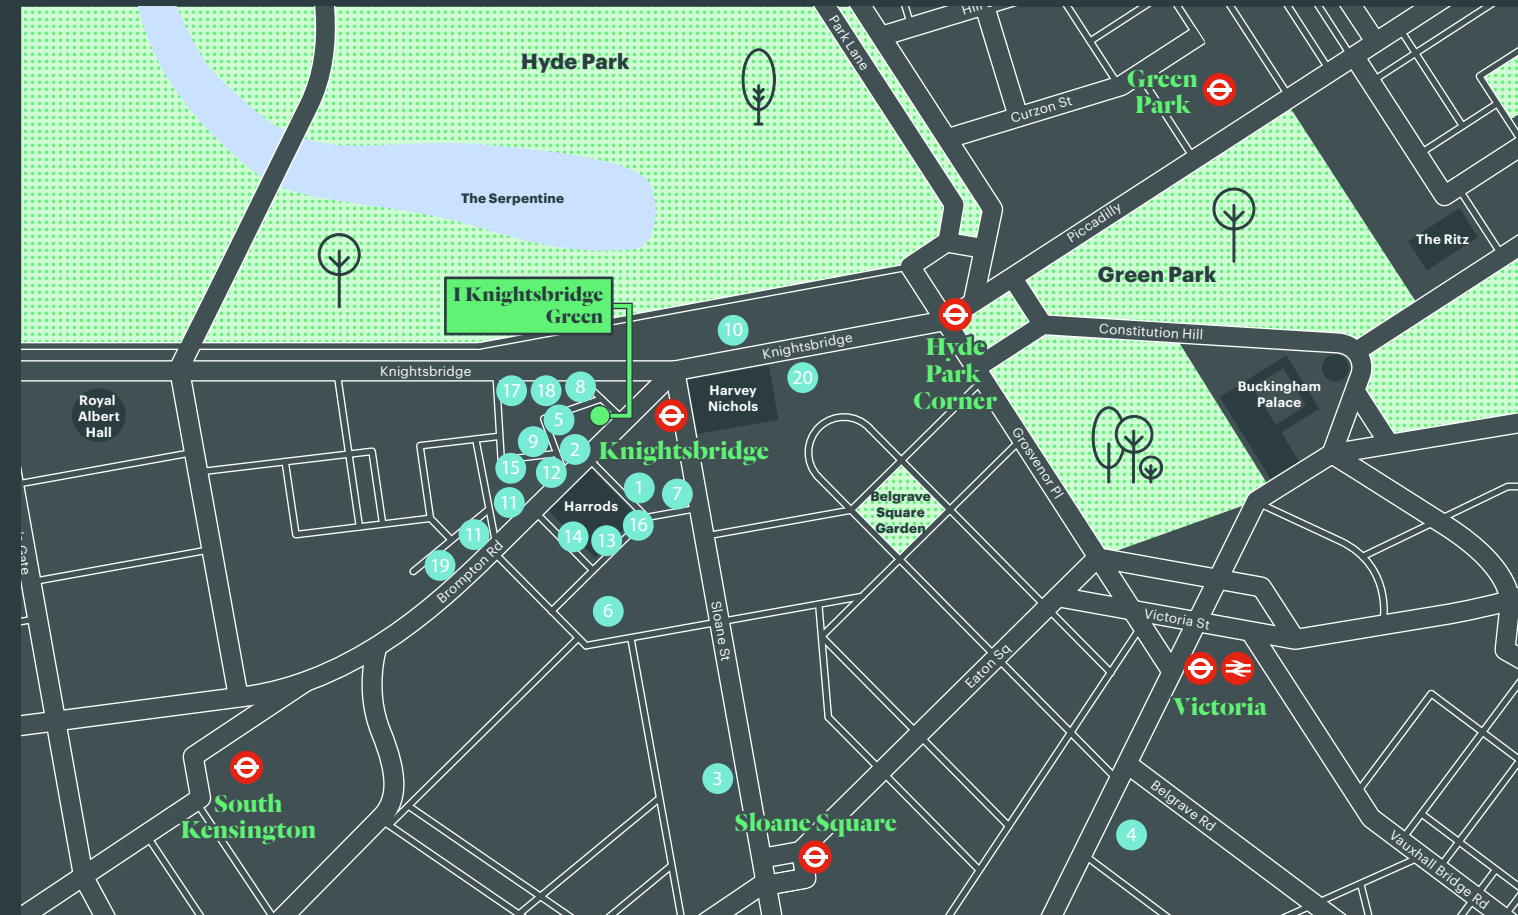 Hill S
Park Lane
Hyde Park
Green
Park
Curzon St
The Serpentine
Piccadilly
The Ritz
Green Park
1 Knightsbridge
Green
10
Knightsbridge
Constitution Hill
Hyde
Park
Corner
Knightsbridge
17
18
8
20
Harvey
Nichols
Buckingham
Palace
Royal
Albert
Hall
5
9
2
Knightsbridge
Grosvenor Pl
15
12
1
7
11
Harrods
Belgrave
Square
Garden
16
11
14
13
Gate
19
Brompton Rd
6
Sloane St
Victoria St
Eaton Sq
Victoria
South
Kensington
3
Sloane Square
Belgrave Rd
4
Vauxhall Bridge Rd